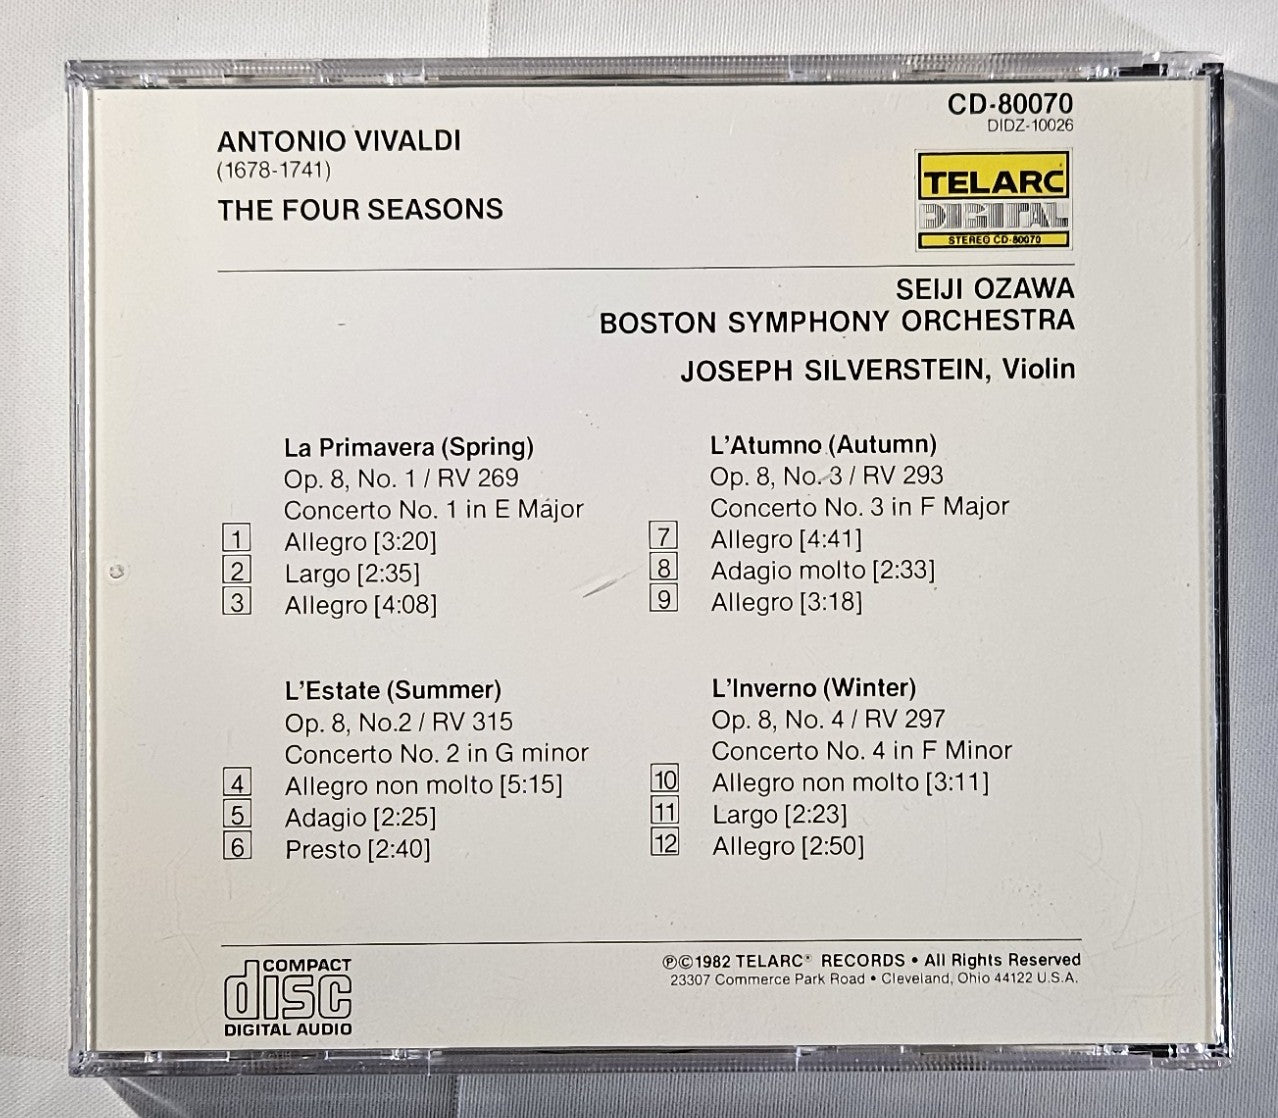 CD-80070
DIDZ-10026
ANTONIO VIVALDI
(1678-1741)
THE FOUR SEASONS
TELARC
DIGITAL
STEREO CD-80070
SEIJI OZAWA
BOSTON SYMPHONY ORCHESTRA
JOSEPH SILVERSTEIN, Violin
La Primavera (Spring)
Op. 8, No. 1 / RV 269
Concerto No. 1 in E Major
1 Allegro [3:20]
2 Largo [2:35]
3 Allegro [4:08]
L'Estate (Summer)
Op. 8, No.2 / RV 315
Concerto No. 2 in G minor
4 Allegro non molto [5:15]
5 Adagio [2:25]
6 Presto [2:40]
L'Atumno (Autumn)
Op. 8, No. 3 / RV 293
Concerto No. 3 in F Major
7 Allegro [4:41]
8 Adagio molto [2:33]
9 Allegro [3:18]
L'Inverno (Winter)
Op. 8, No. 4 / RV 297
Concerto No. 4 in F Minor
10 Allegro non molto [3:11]
11 Largo [2:23]
12 Allegro [2:50]
COMPACT
disc
DIGITAL AUDIO
℗©1982 TELARC® RECORDS • All Rights Reserved
23307 Commerce Park Road • Cleveland, Ohio 44122 U.S.A.